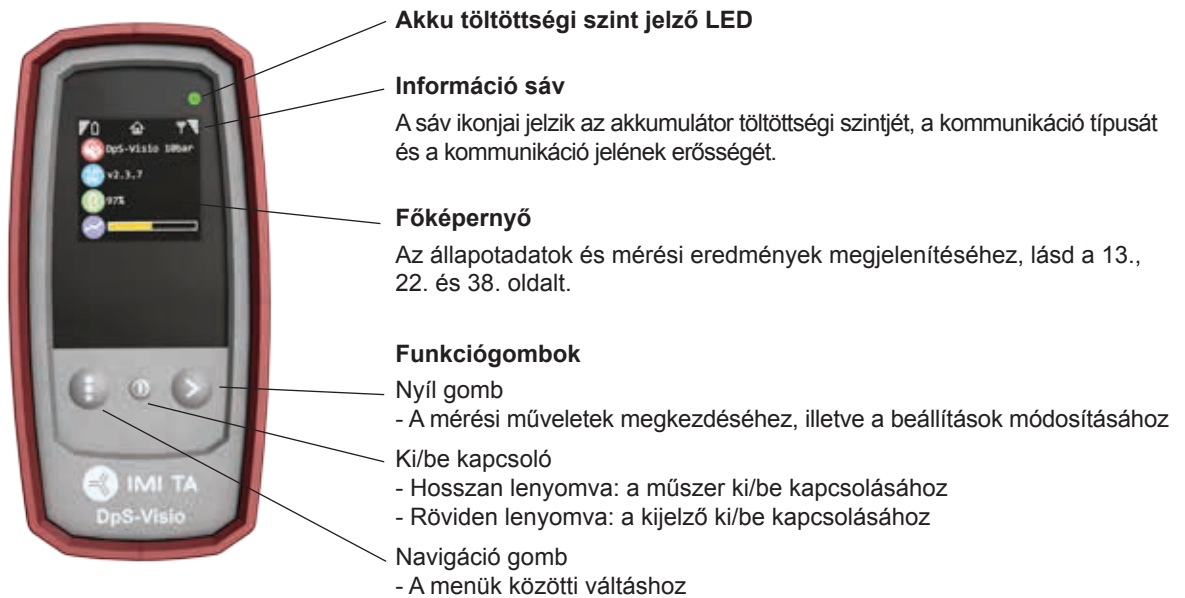 Akku töltöttségi szint jelző LED
Információ sáv
A sáv ikonjai jelzik az akkumulátor töltöttségi szintjét, a kommunikáció típusát
és a kommunikáció jelének erősségét.
DpS-Visio 10bar
v2.3.7
97%
Főképernyő
Az állapotadatok és mérési eredmények megjelenítéséhez, lásd a 13.,
22. és 38. oldalt.
Funkciógombok
Nyíl gomb
- A mérési műveletek megkezdéséhez, illetve a beállítások módosításához
Ki/be kapcsoló
- Hosszan lenyomva: a műszer ki/be kapcsolásához
- Röviden lenyomva: a kijelző ki/be kapcsolásához
Navigáció gomb
- A menük közötti váltáshoz
IMI TA
DpS-Visio